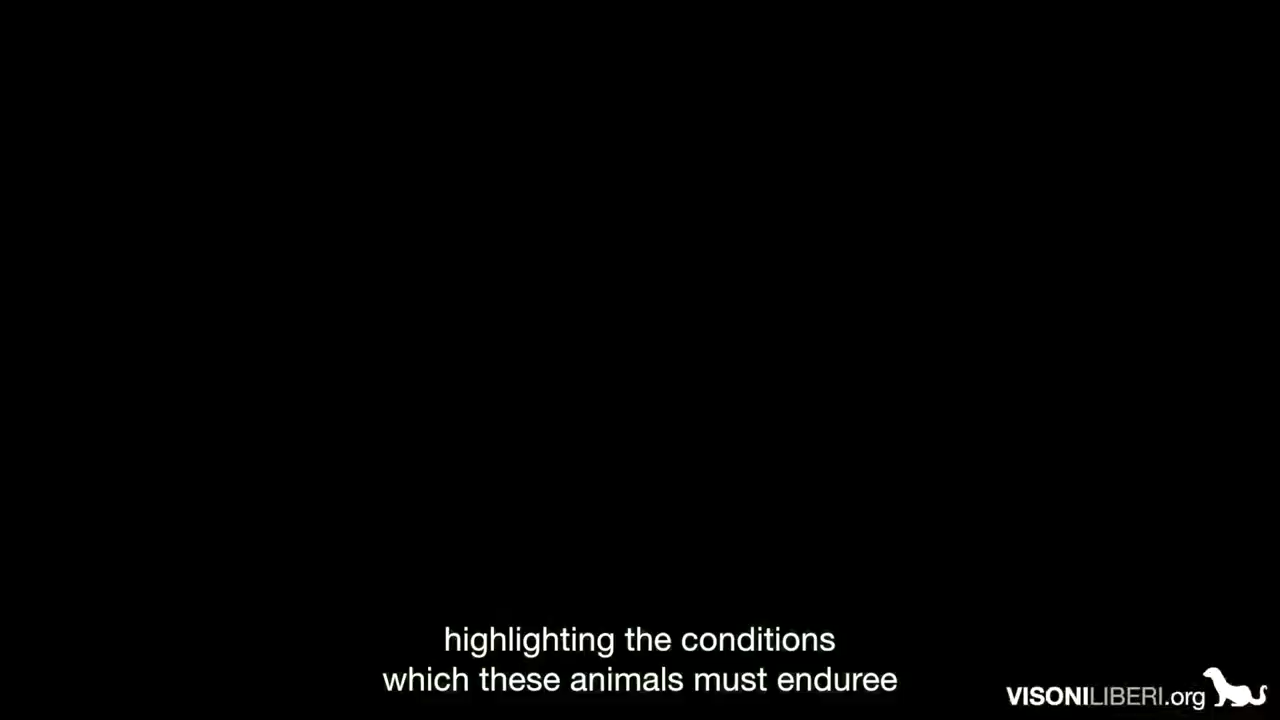 highlighting the conditions
which these animals must enduree
VISONILIBERI.org